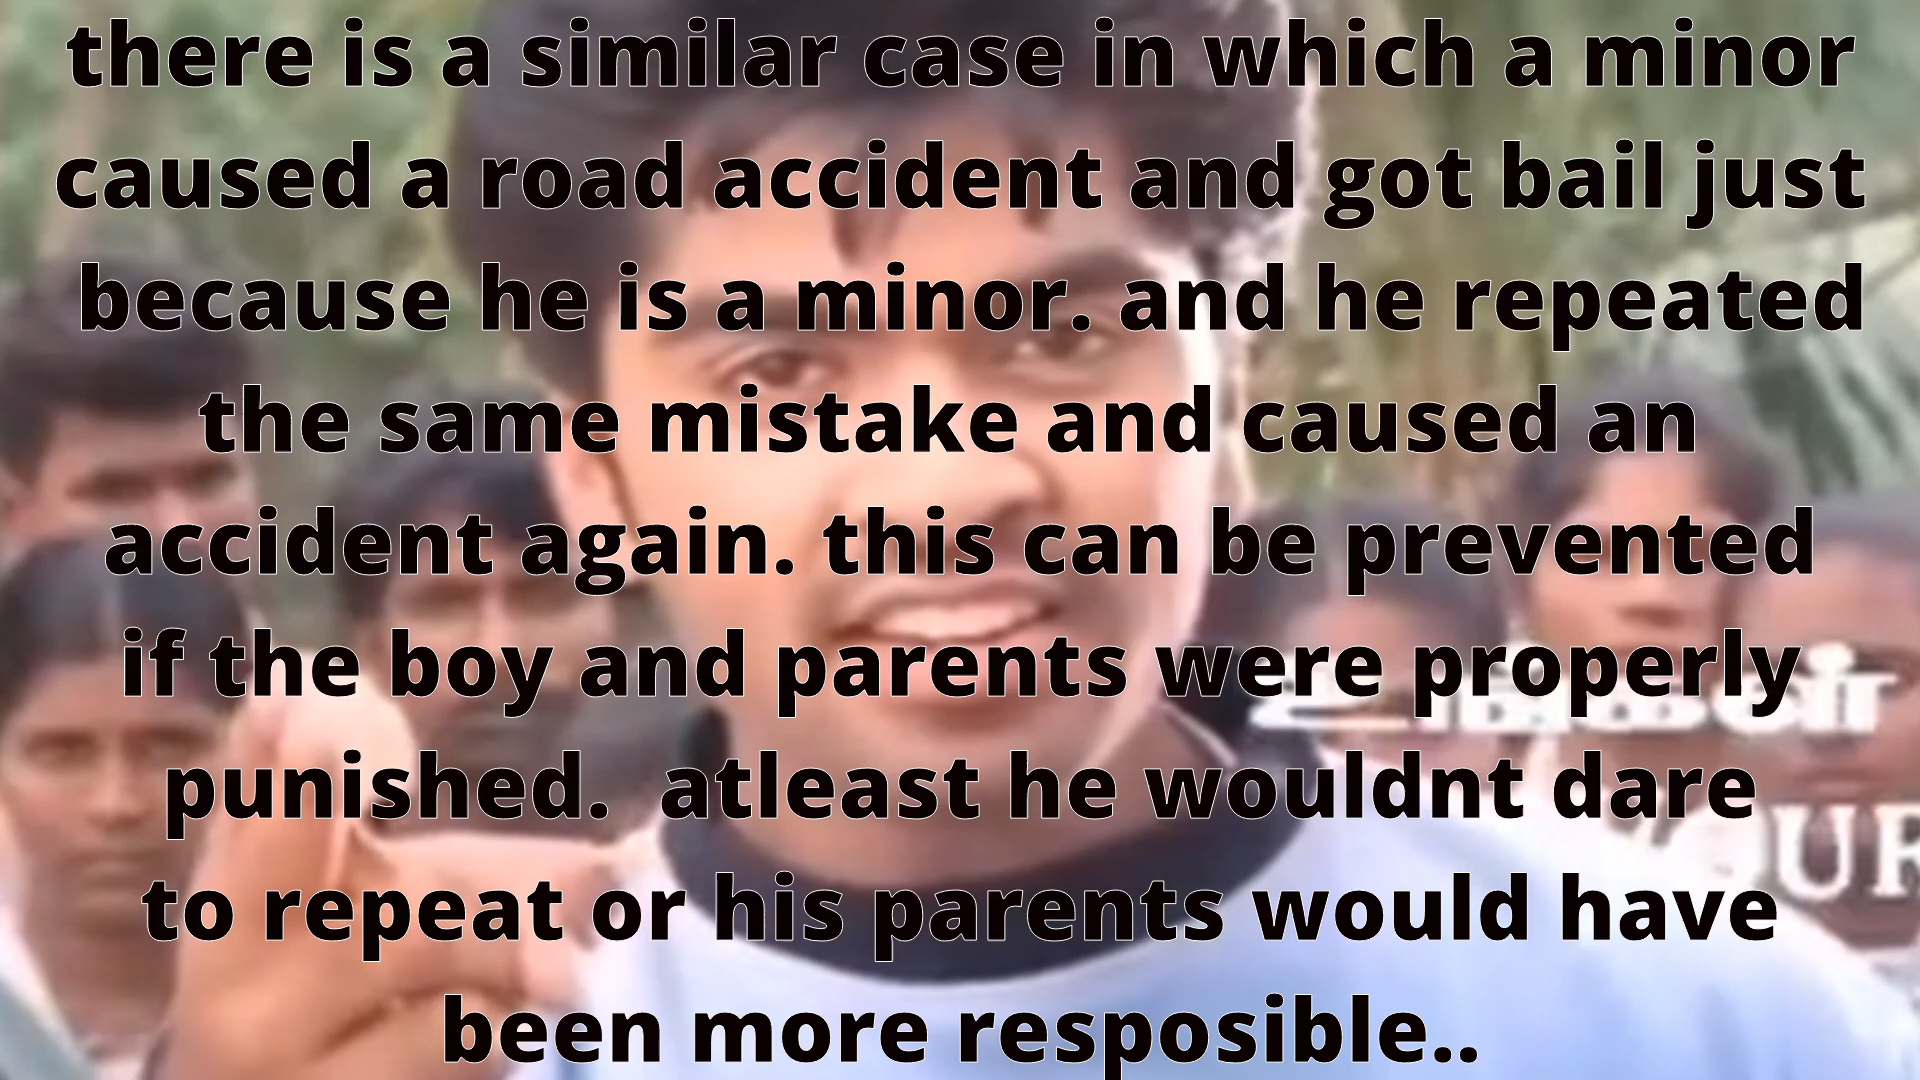 there is a similar case in which a minor
caused a road accident and got bail just
because he is a minor. and he repeated
the same mistake and caused an
accident again. this can be prevented
if the boy and parents were properly
punished.  atleast he wouldnt dare
to repeat or his parents would have
been more resposible..